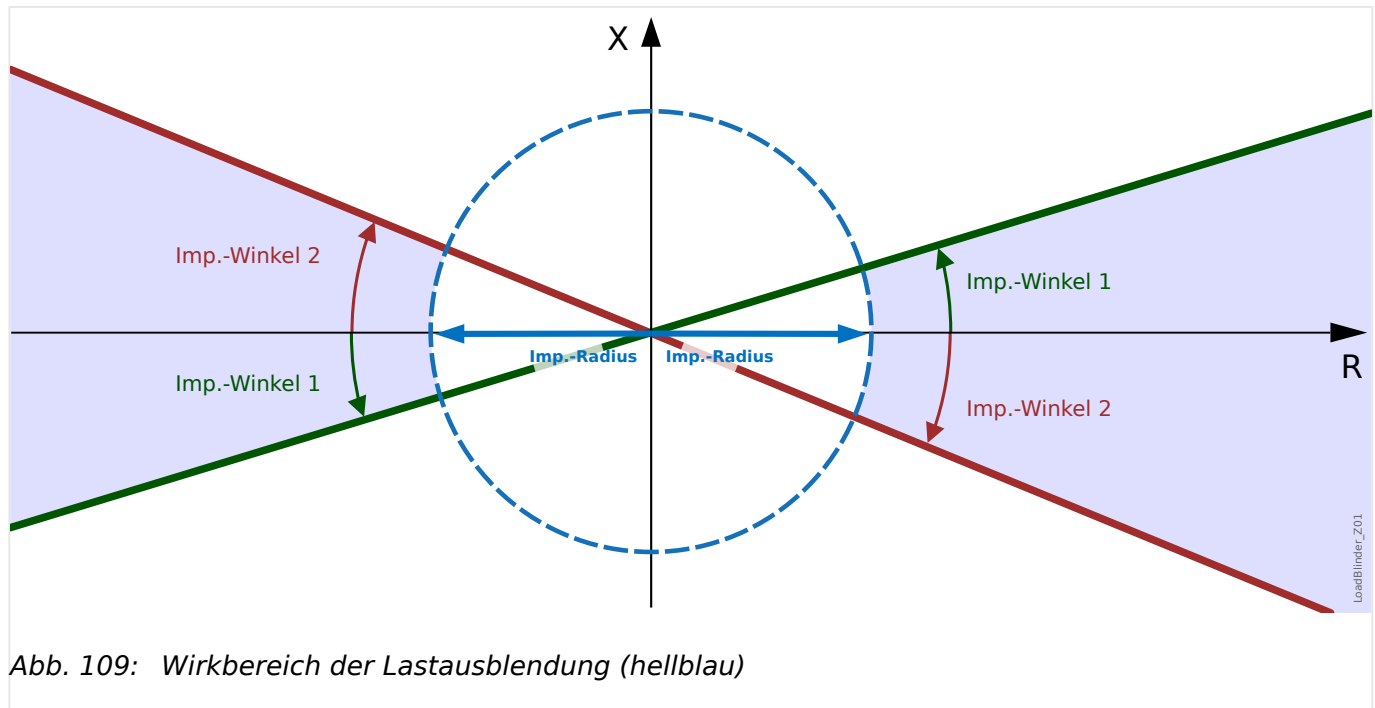 X
Imp.-Winkel 2
Imp.-Winkel 1
Imp.-Radius
Imp.-Radius
R
Imp.-Winkel 1
Imp.-Winkel 2
LoadBlinder_Z01
Abb. 109: Wirkbereich der Lastausblendung (hellblau)